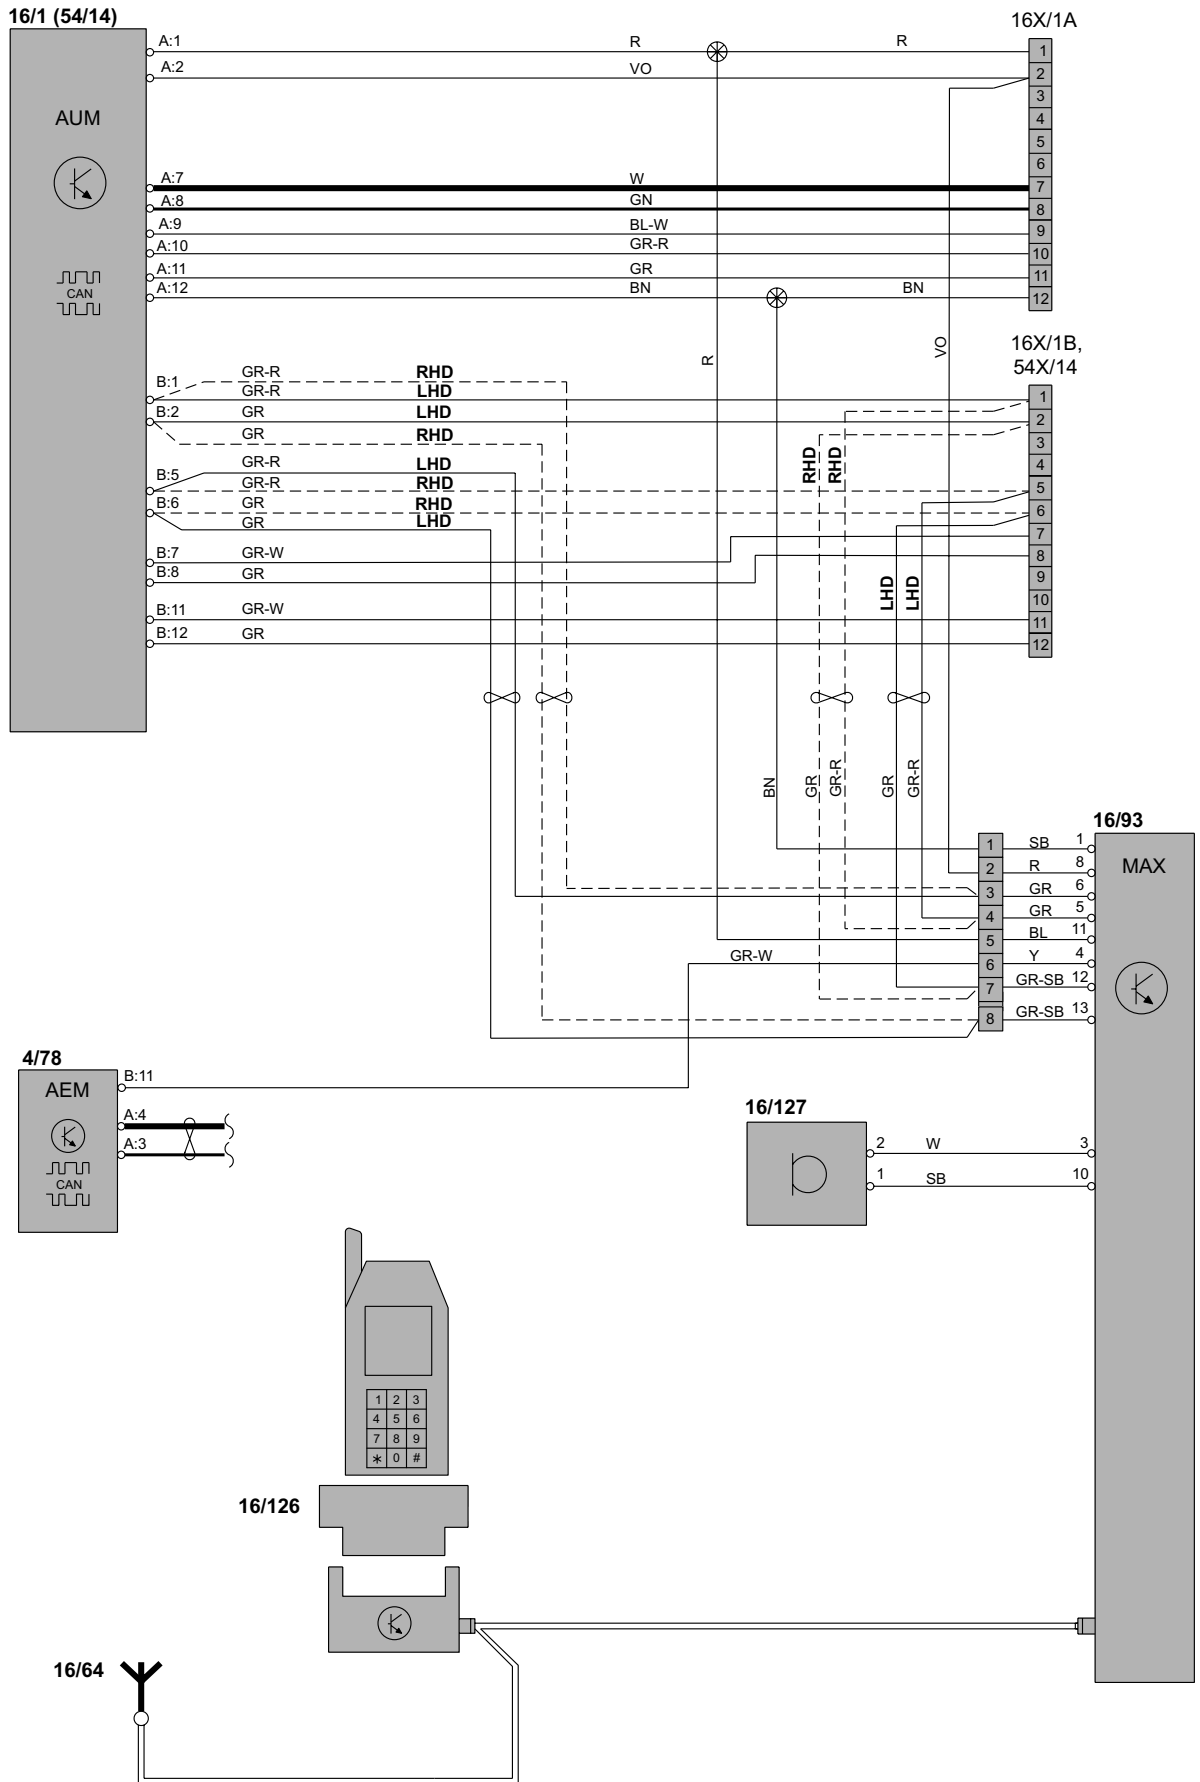 16/1 (54/14)
16X/1A
A:1 R R 1
A:2 VO 2
3
AUM 4
5
6
A:7 W 7
A:8 GN 8
A:9 BL-W 9
A:10 GR-R 10
A:11 GR 11
CAN
A:12 BN BN 12
R
VO
16X/1B,
54X/14
B:1 GR-R RHD
GR-R LHD 1
B:2 GR LHD 2
GR RHD 3
4
RHD
RHD
B:5 GR-R LHD
GR-R RHD 5
B:6 GR RHD 6
GR LHD
B:7 GR-W 7
B:8 GR 8
9
LHD
LHD
10
B:11 GR-W 11
B:12 GR 12
BN
GR
GR-R
GR
GR-R
16/93
MAX
1 SB 1
2 R 8
3 GR 6
4 GR 5
5 BL 11
GR-W 6 Y 4
7 GR-SB 12
8 GR-SB 13
4/78
AEM
B:11
A:4
A:3
CAN
16/127
2 W 3
1 SB 10
1 2 3
4 5 6
7 8 9
* 0 #
16/126
16/64